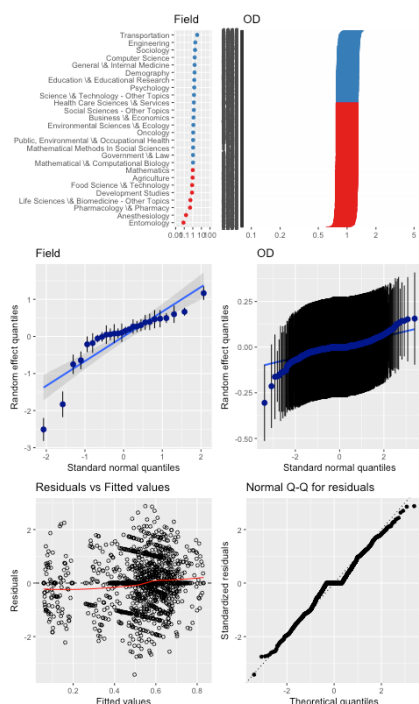 Field OD
Transportation
Engineering
Sociology
Computer Science
General \& Internal Medicine
Demography
Education \& Educational Research
Psychology
Science \& Technology - Other Topics
Health Care Sciences \& Services
Social Sciences - Other Topics
Business \& Economics
Environmental Sciences \& Ecology
Oncology
Public, Environmental \& Occupational Health
Mathematical Methods In Social Sciences
Government \& Law
Mathematical \& Computational Biology
Mathematics
Agriculture
Food Science \& Technology
Development Studies
Life Sciences \& Biomedicine - Other Topics
Pharmacology \& Pharmacy
Anesthesiology
Entomology
0.1 0.2 0.5 1 2 5
Field OD
Random effect quantiles
1
0
-1
-2
-3
-2 -1 0 1 2
Standard normal quantiles
Random effect quantiles
0.25
0.00
-0.25
-0.50
-2 0 2
Standard normal quantiles
Residuals vs Fitted values
Residuals
2
0
-2
0.2 0.4 0.6 0.8
Fitted values
Normal Q-Q for residuals
Standardized residuals
2
0
-2
-2 0 2
Theoretical quantiles